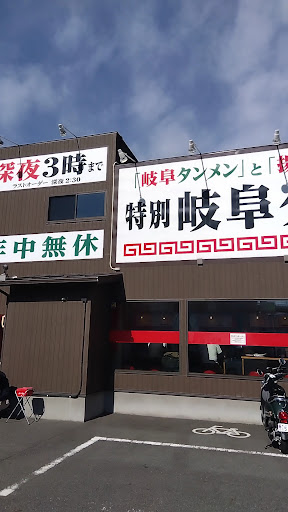 深夜3時まで
ラストオーダー 深夜2:30
年中無休
「岐阜タンメン」と「
特別岐阜